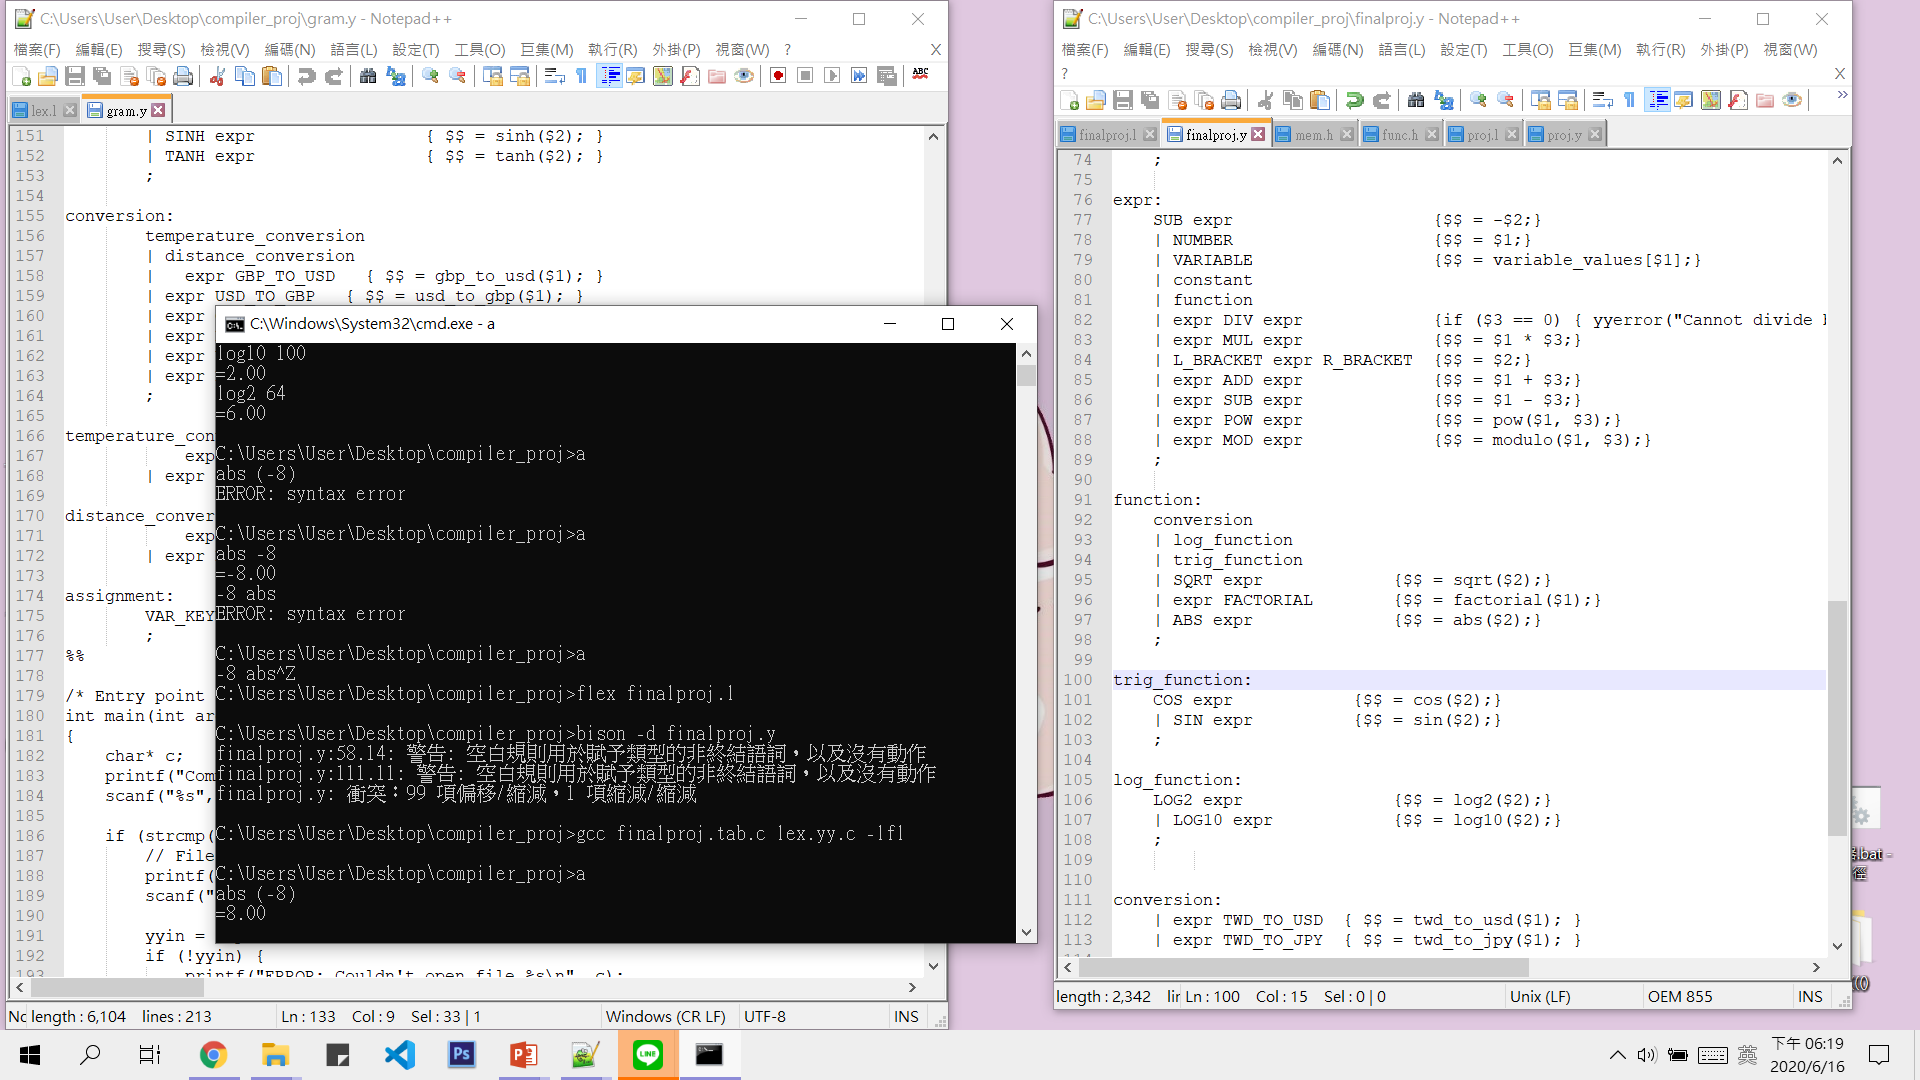 C:\Users\User\Desktop\compiler_proj\gram.y - Notepad++
檔案(F) 編輯(E) 搜尋(S) 檢視(V) 編碼(N) 語言(L) 設定(T) 工具(O) 巨集(M) 執行(R) 外掛(P) 視窗(W) ? X
lex.l gram.y
151 | SINH expr { $$ = sinh($2); }
152 | TANH expr { $$ = tanh($2); }
153 ;
154
155 conversion:
156 temperature_conversion
157 | distance_conversion
158 | expr GBP_TO_USD { $$ = gbp_to_usd($1); }
159 | expr USD_TO_GBP { $$ = usd_to_gbp($1); }
160 | expr
161 | expr
162 | expr
163 | expr
164 ;
165
166 temperature_con
167 exp
168 | expr
169
170 distance_conver
171 exp
172 | expr
173
174 assignment:
175 VAR_KEY
176 ;
177 %%
178
179 /* Entry point
180 int main(int ar
181 {
182 char* c;
183 printf("Com
184 scanf("%s",
185
186 if (strcmp(
187 // File
188 printf(
189 scanf("
190
191 yyin =
192 if (!yyin) {
193 printf("ERROR: Couldn't open file %s\n", c);
length : 6,104 lines : 213 Ln : 133 Col : 9 Sel : 33 | 1 Windows (CR LF) UTF-8 INS
C:\Windows\System32\cmd.exe - a
log10 100
=2.00
log2 64
=6.00
C:\Users\User\Desktop\compiler_proj>a
abs (-8)
ERROR: syntax error
C:\Users\User\Desktop\compiler_proj>a
abs -8
=-8.00
-8 abs
ERROR: syntax error
C:\Users\User\Desktop\compiler_proj>a
-8 abs^Z
C:\Users\User\Desktop\compiler_proj>flex finalproj.l
C:\Users\User\Desktop\compiler_proj>bison -d finalproj.y
finalproj.y:58.14: 警告: 空白規則用於賦予類型的非終結語詞，以及沒有動作
finalproj.y:111.11: 警告: 空白規則用於賦予類型的非終結語詞，以及沒有動作
finalproj.y: 衝突：99 項偏移/縮減，1 項縮減/縮減
C:\Users\User\Desktop\compiler_proj>gcc finalproj.tab.c lex.yy.c -lfl
C:\Users\User\Desktop\compiler_proj>a
abs (-8)
=8.00
C:\Users\User\Desktop\compiler_proj\finalproj.y - Notepad++
檔案(F) 編輯(E) 搜尋(S) 檢視(V) 編碼(N) 語言(L) 設定(T) 工具(O) 巨集(M) 執行(R) 外掛(P) 視窗(W)
? X
finalproj.l finalproj.y mem.h func.h proj.l proj.y
74 ;
75
76 expr:
77 SUB expr {$$ = -$2;}
78 | NUMBER {$$ = $1;}
79 | VARIABLE {$$ = variable_values[$1];}
80 | constant
81 | function
82 | expr DIV expr {if ($3 == 0) { yyerror("Cannot divide
83 | expr MUL expr {$$ = $1 * $3;}
84 | L_BRACKET expr R_BRACKET {$$ = $2;}
85 | expr ADD expr {$$ = $1 + $3;}
86 | expr SUB expr {$$ = $1 - $3;}
87 | expr POW expr {$$ = pow($1, $3);}
88 | expr MOD expr {$$ = modulo($1, $3);}
89 ;
90
91 function:
92 conversion
93 | log_function
94 | trig_function
95 | SQRT expr {$$ = sqrt($2);}
96 | expr FACTORIAL {$$ = factorial($1);}
97 | ABS expr {$$ = abs($2);}
98 ;
99
100 trig_function:
101 COS expr {$$ = cos($2);}
102 | SIN expr {$$ = sin($2);}
103 ;
104
105 log_function:
106 LOG2 expr {$$ = log2($2);}
107 | LOG10 expr {$$ = log10($2);}
108 ;
109
110
111 conversion:
112 | expr TWD_TO_USD { $$ = twd_to_usd($1); }
113 | expr TWD_TO_JPY { $$ = twd_to_jpy($1); }
length : 2,342 Ln : 100 Col : 15 Sel : 0 | 0 Unix (LF) OEM 855 INS
.bat -
徑
英 下午 06:19
2020/6/16